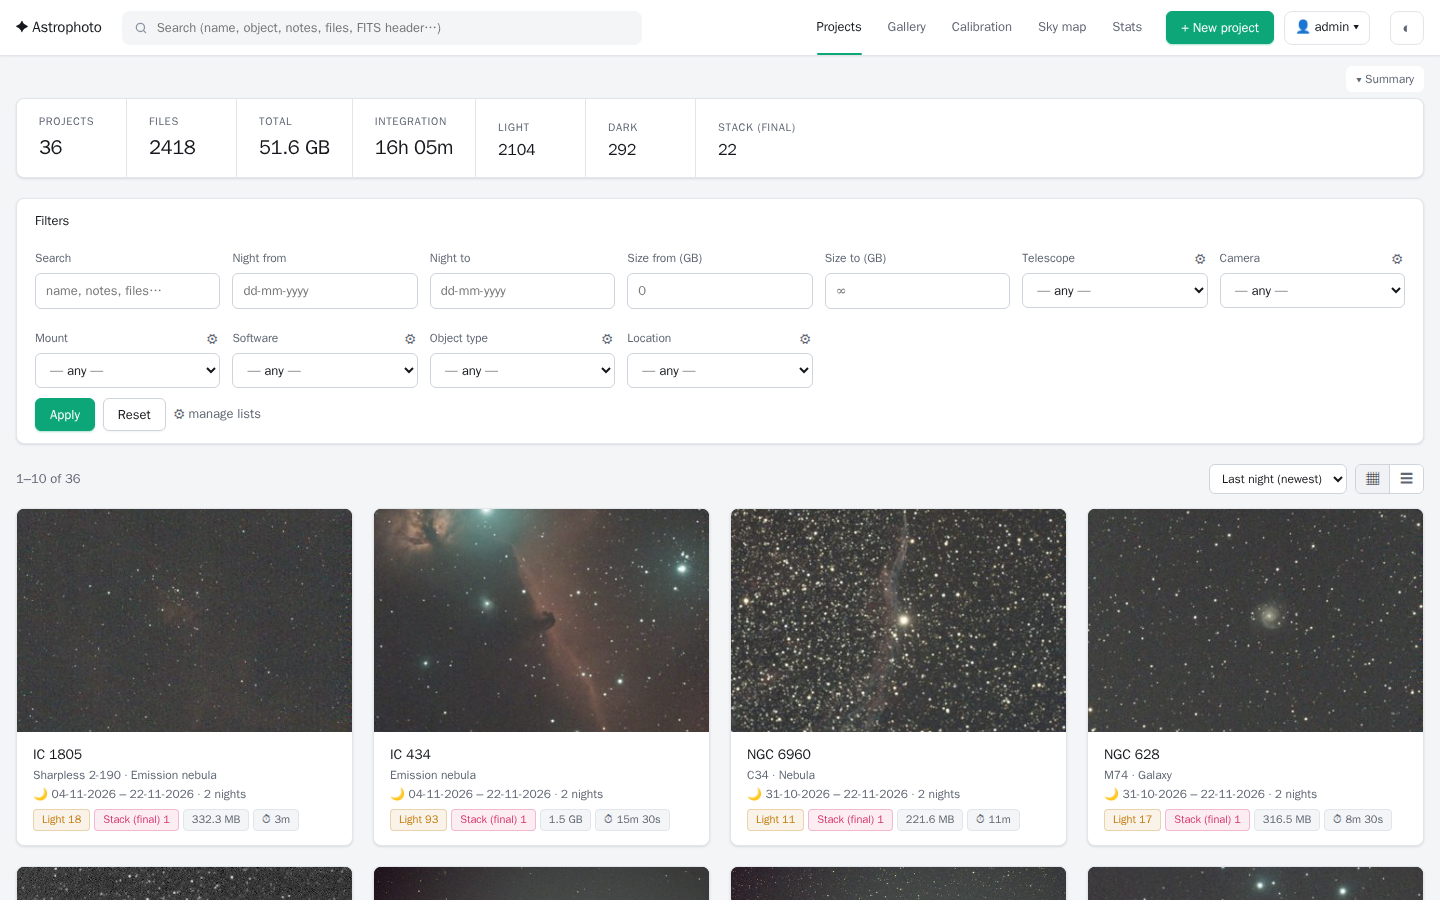 ✦ Astrophoto
Search (name, object, notes, files, FITS header···)
Projects Gallery Calibration Sky map Stats
+ New project
admin ▾
▾ Summary
PROJECTS FILES TOTAL INTEGRATION LIGHT DARK STACK (FINAL)
36 2418 51.6 GB 16h 05m 2104 292 22
Filters
Search Night from Night to Size from (GB) Size to (GB) Telescope Camera
name, notes, files··· dd-mm-yyyy dd-mm-yyyy 0 ∞ — any — — any —
Mount Software Object type Location
— any — — any — — any — — any —
Apply Reset ⚙ manage lists
1–10 of 36
Last night (newest)
IC 1805
Sharpless 2-190 · Emission nebula
04-11-2026 – 22-11-2026 · 2 nights
Light 18 Stack (final) 1 332.3 MB ⏱ 3m
IC 434
Emission nebula
04-11-2026 – 22-11-2026 · 2 nights
Light 93 Stack (final) 1 1.5 GB ⏱ 15m 30s
NGC 6960
C34 · Nebula
31-10-2026 – 22-11-2026 · 2 nights
Light 11 Stack (final) 1 221.6 MB ⏱ 11m
NGC 628
M74 · Galaxy
31-10-2026 – 22-11-2026 · 2 nights
Light 17 Stack (final) 1 316.5 MB ⏱ 8m 30s